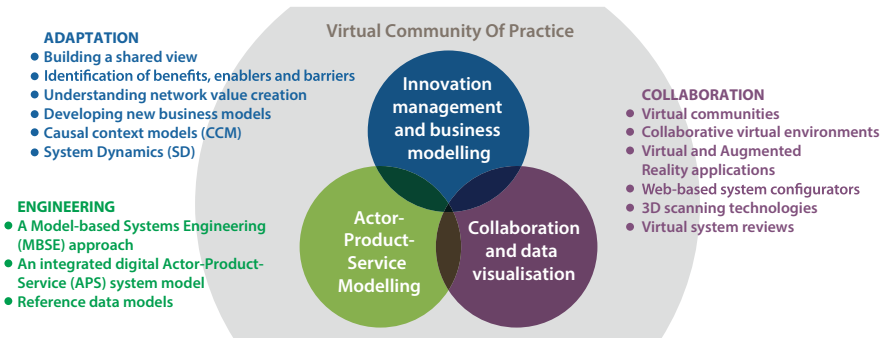 Virtual Community Of Practice
ADAPTATION
● Building a shared view
● Identification of benefits, enablers and barriers
● Understanding network value creation
● Developing new business models
● Causal context models (CCM)
● System Dynamics (SD)
Innovation
management
and business
modelling
COLLABORATION
● Virtual communities
● Collaborative virtual environments
● Virtual and Augmented
Reality applications
● Web-based system configurators
● 3D scanning technologies
● Virtual system reviews
ENGINEERING
● A Model-based Systems Engineering
(MBSE) approach
● An integrated digital Actor-Product-
Service (APS) system model
● Reference data models
Actor-
Product-
Service
Modelling
Collaboration
and data
visualisation